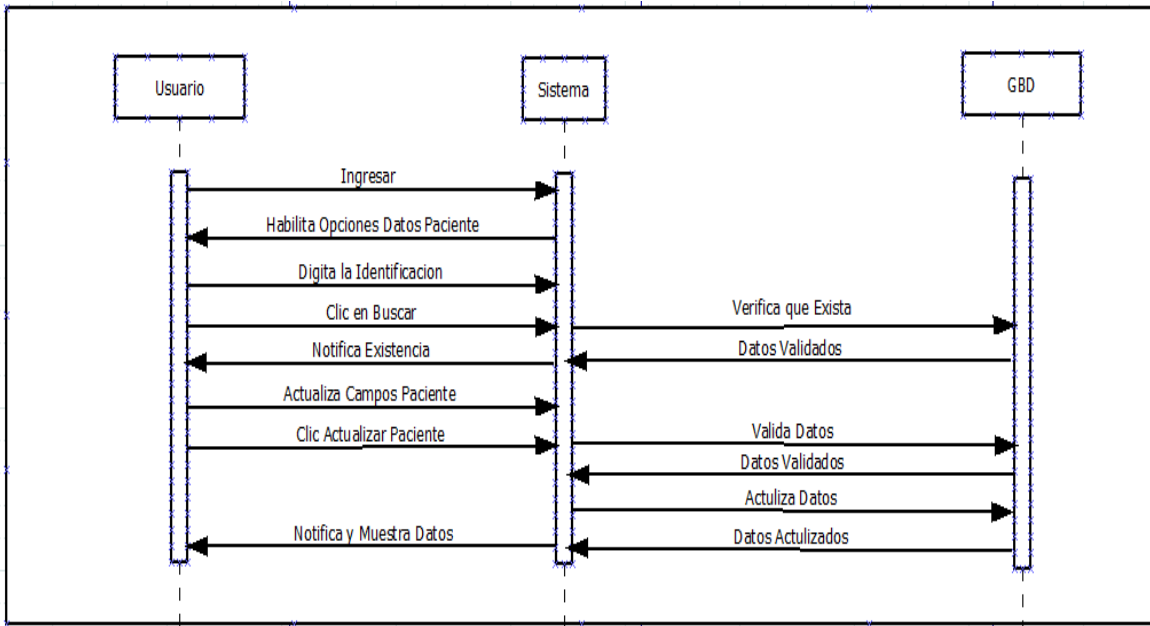 Usuario
Sistema
GBD
Ingresar
Habilita Opciones Datos Paciente
Digita la Identificacion
Clic en Buscar
Verifica que Exista
Notifica Existencia
Datos Validados
Actualiza Campos Paciente
Clic Actualizar Paciente
Valida Datos
Datos Validados
Actuliza Datos
Notifica y Muestra Datos
Datos Actulizados